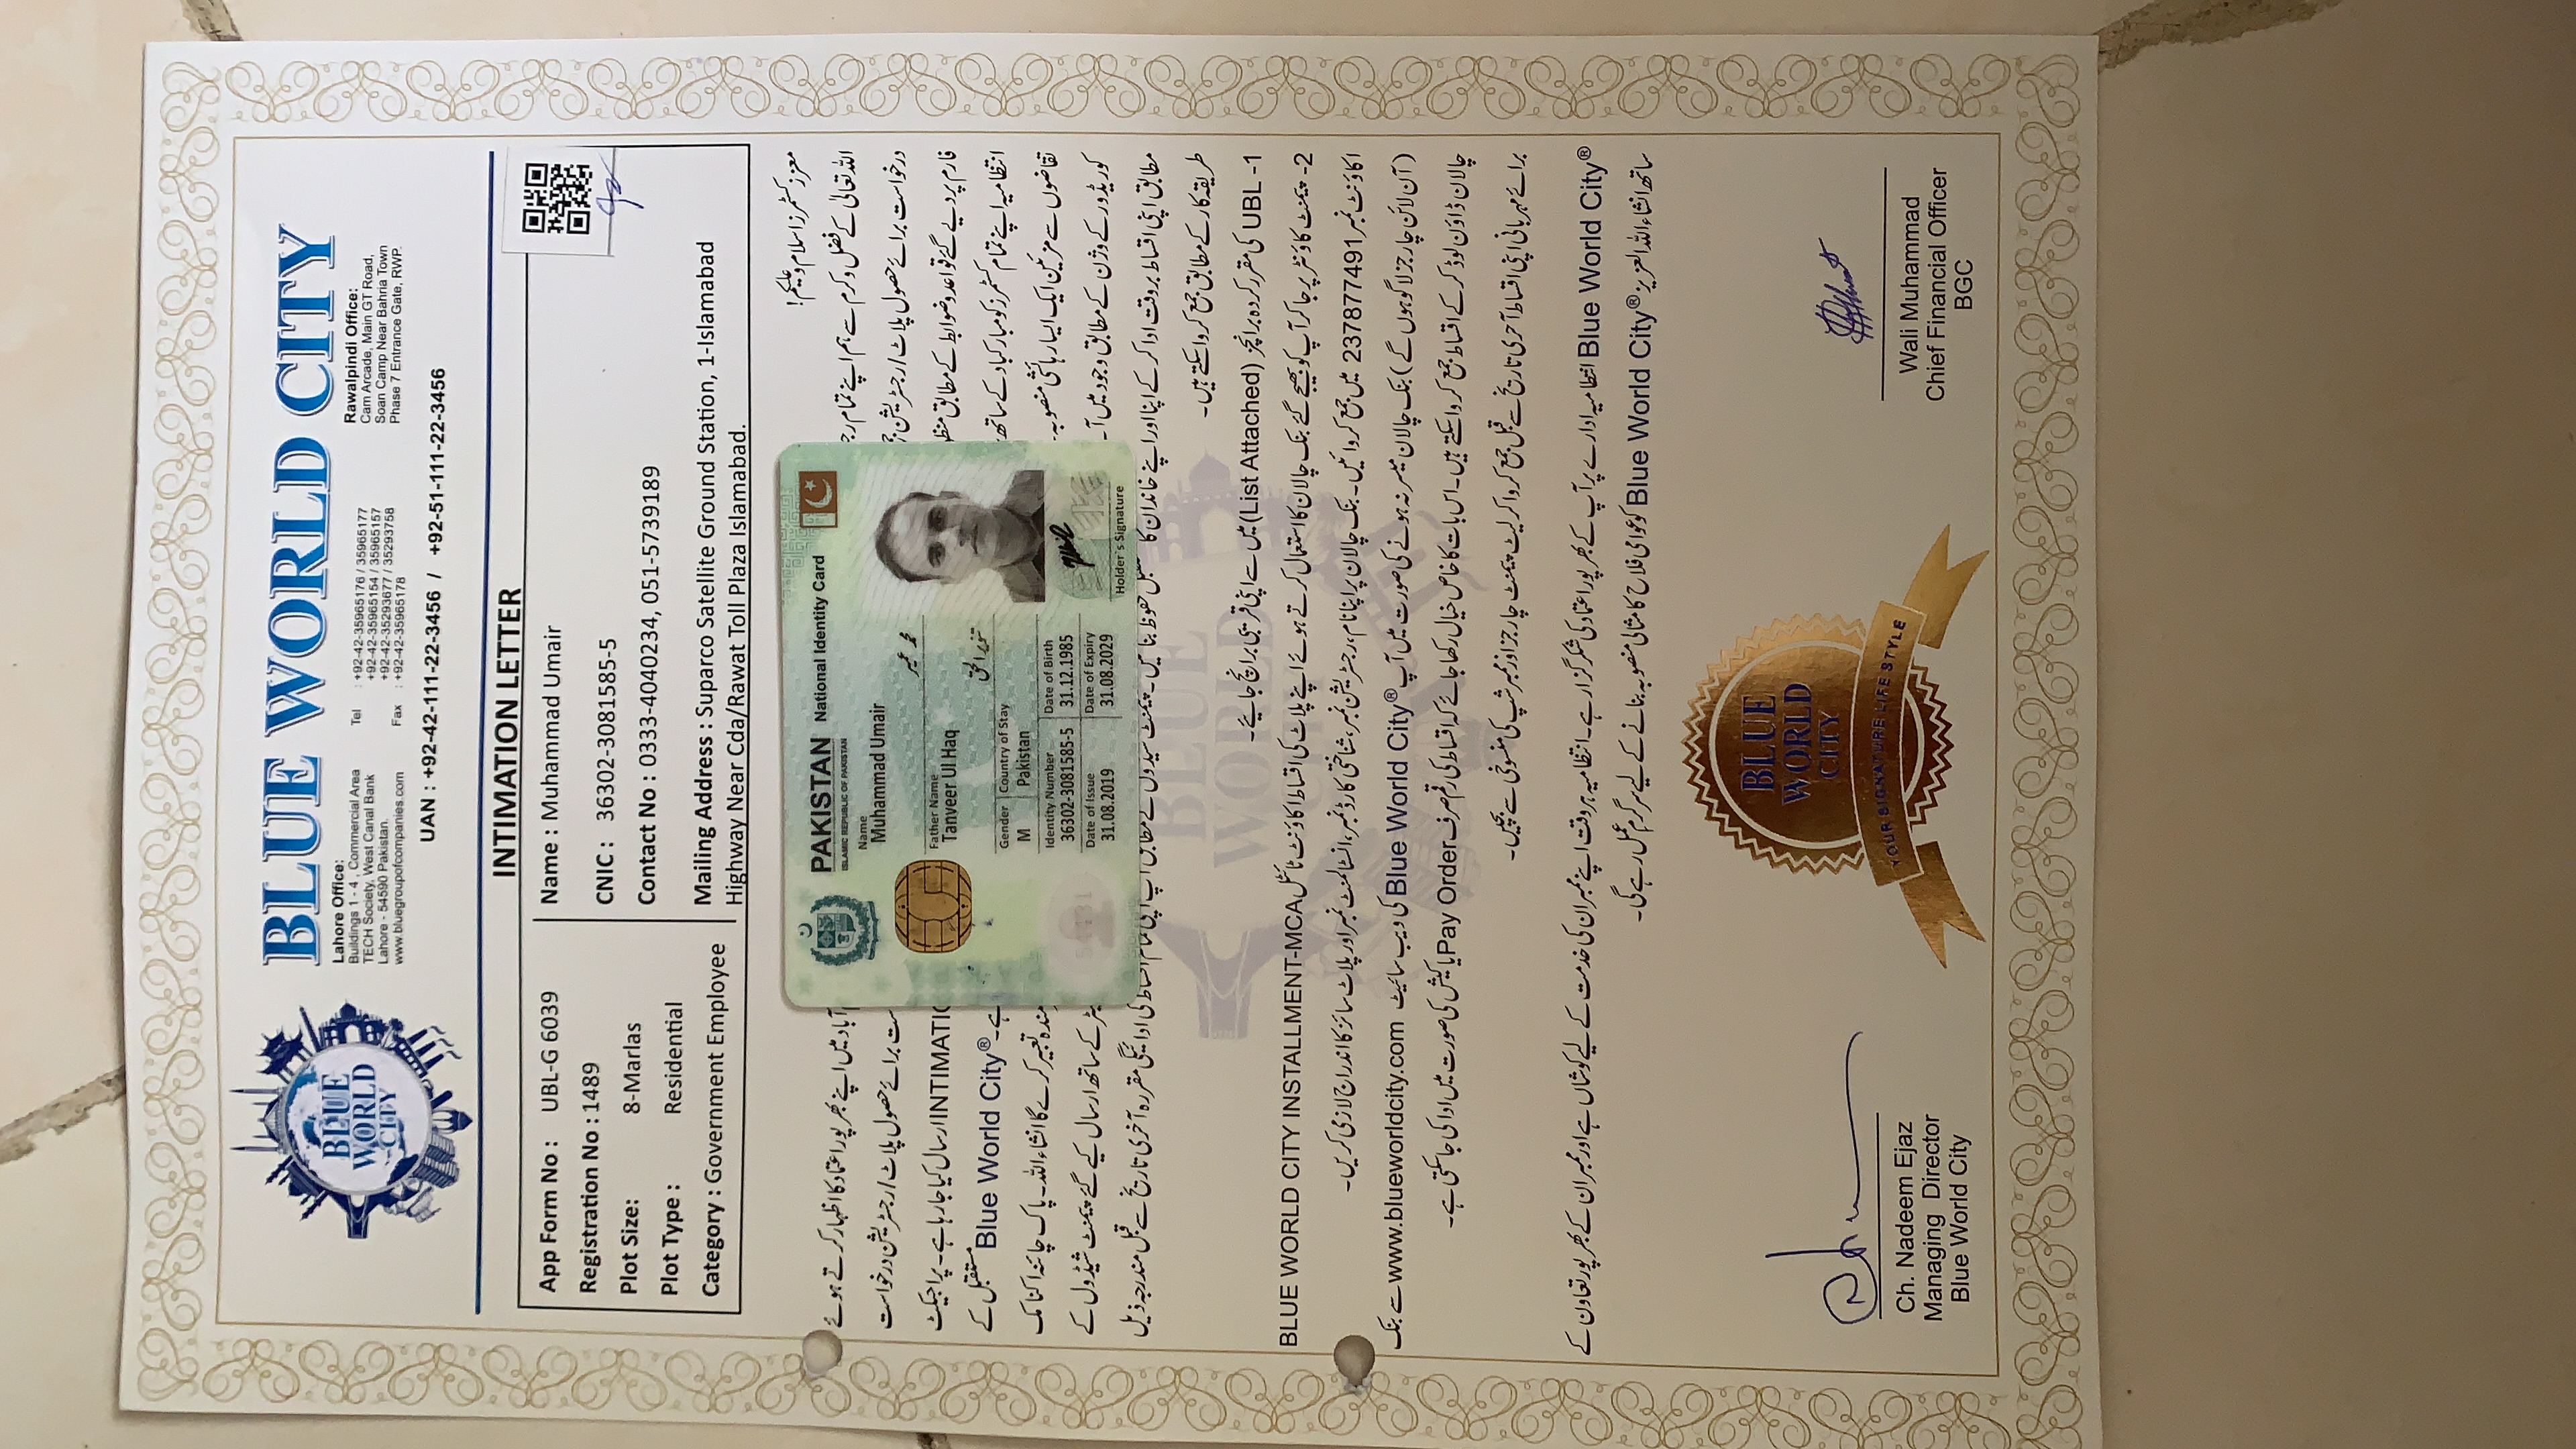 BLUE WORLD CITY
BLUE
WORLD
CITY
Lahore Office:
Buildings 1 - 4 , Commercial Area
TECH Society, West Canal Bank
Lahore - 54590 Pakistan.
www.bluegroupofcompanies.com
Tel : +92-42-35965176 / 35965177
+92-42-35965154 / 35965157
+92-42-35293677 / 35293758
Fax : +92-42-35965178
Rawalpindi Office:
Cam Arcade, Main GT Road,
Soan Camp Near Bahria Town
Phase 7 Entrance Gate, RWP.
UAN : +92-42-111-22-3456 / +92-51-111-22-3456
INTIMATION LETTER
App Form No : UBL-G 6039
Registration No : 1489
Plot Size: 8-Marlas
Plot Type : Residential
Category : Government Employee
Name : Muhammad Umair
CNIC : 36302-3081585-5
Contact No : 0333-4040234, 051-5739189
Mailing Address : Suparco Satellite Ground Station, 1-Islamabad
Highway Near Cda/Rawat Toll Plaza Islamabad.
معزز کسٹمرز اسلام وعلیکم!
اللہ تعالیٰ کے فضل وکرم سے ہم اپنے تمام آباد میں اپنے بھرپور اعتماد کا اظہار کرتے ہوئے
درخواست برائے حصول پلاٹ/رجسٹریشن ست برائے حصول پلاٹ/رجسٹریشن درخواست
فارم پر دیے گئے قواعد وضوابط کے مطابق INTIMATI ارسال کیا جا رہا ہے۔ پراجیکٹ
انتظامیہ اپنے تمام کسٹمرز کو مبارکباد کے ساتھ ہے۔ Blue World City® مستقبل کے
تقاضوں سے مزین ایک ایسا رہائشی منصوبہ۔ مندہ تعبیر کرے گا انشاءاللہ۔ پاک چائنا اکنامک
کوریڈور کے وژن کے مطابق وجود میں آ۔ یٹر کے ساتھ ارسال کیے گئے پیمنٹ شیڈول کے
مطابق اپنی اقساط بروقت ادا کر کے اپنا اور اپنے خاندان کا مستقبل محفوظ بنائیں۔ پیمنٹ شیڈول کے مطابق آپ اپنی تمام اقساط کی ادائیگی مقررہ آخری تاریخ سے قبل مندرجہ ذیل
طریقہ کار کے مطابق جمع کرواسکتے ہیں۔
1- UBL کی مقرر کردہ برانچز (List Attached) میں سے اپنی قریبی برانچ جایئے۔
2- پیمنٹ کاؤنٹر پر جا کر آپ کو بھیجے گئے بنک چالان کا استعمال کرتے ہوئے اپنے پلاٹ کی اقساط اکاؤنٹ ٹائٹل BLUE WORLD CITY INSTALLMENT-MCA
اکاؤنٹ نمبر 237877491 میں جمع کروائیں۔ بنک چالان پر اپنا نام، رجسٹریشن نمبر، شناختی کارڈ نمبر، انسٹالمنٹ نمبر اور پلاٹ سائز کا اندراج لازمی کریں۔
(آن لائن چارجز لاگو ہوں گے) بنک چالان میسر نہ ہونے کی صورت میں آپ Blue World City® کی ویب سائیٹ www.blueworldcity.com سے بنک
چالان ڈاؤن لوڈ کر کے اقساط جمع کرواسکتے ہیں۔ اس بات کا خاص خیال رکھا جائے کہ اقساط کی رقم صرف Pay Order یا کیش کی صورت میں ادا کی جاسکتی ہے۔
برائے مہربانی اپنی اقساط آخری تاریخ سے قبل جمع کروا کر لیٹ پیمنٹ چارجز اور ممبرشپ کی منسوخی سے بچیں۔
Blue World City® انتظامیہ ادارے پر آپ کے بھرپور اعتماد کی شکرگزار ہے۔ انتظامیہ ہر وقت اپنے ممبران کی خدمت کے لیے کوشاں ہے اور ممبران کے بھرپور تعاون کے
ساتھ انشاءاللہ العزیز Blue World City® کو عوامی فلاح کا مثالی منصوبہ بنانے کے لیے سرگرم عمل رہے گی۔
PAKISTAN National Identity Card
ISLAMIC REPUBLIC OF PAKISTAN
Name
Muhammad Umair
محمد عمیر
Father Name
Tanveer Ul Haq
تنویر الحق
Gender Country of Stay
M Pakistan
Identity Number Date of Birth
36302-3081585-5 31.12.1985
Date of Issue Date of Expiry
31.08.2019 31.08.2029
Holder's Signature
BLUE
WORLD
CITY
BLUE
WORLD
CITY
YOUR SIGNATURE LIFE STYLE
Ch. Nadeem Ejaz
Managing Director
Blue World City
Wali Muhammad
Chief Financial Officer
BGC